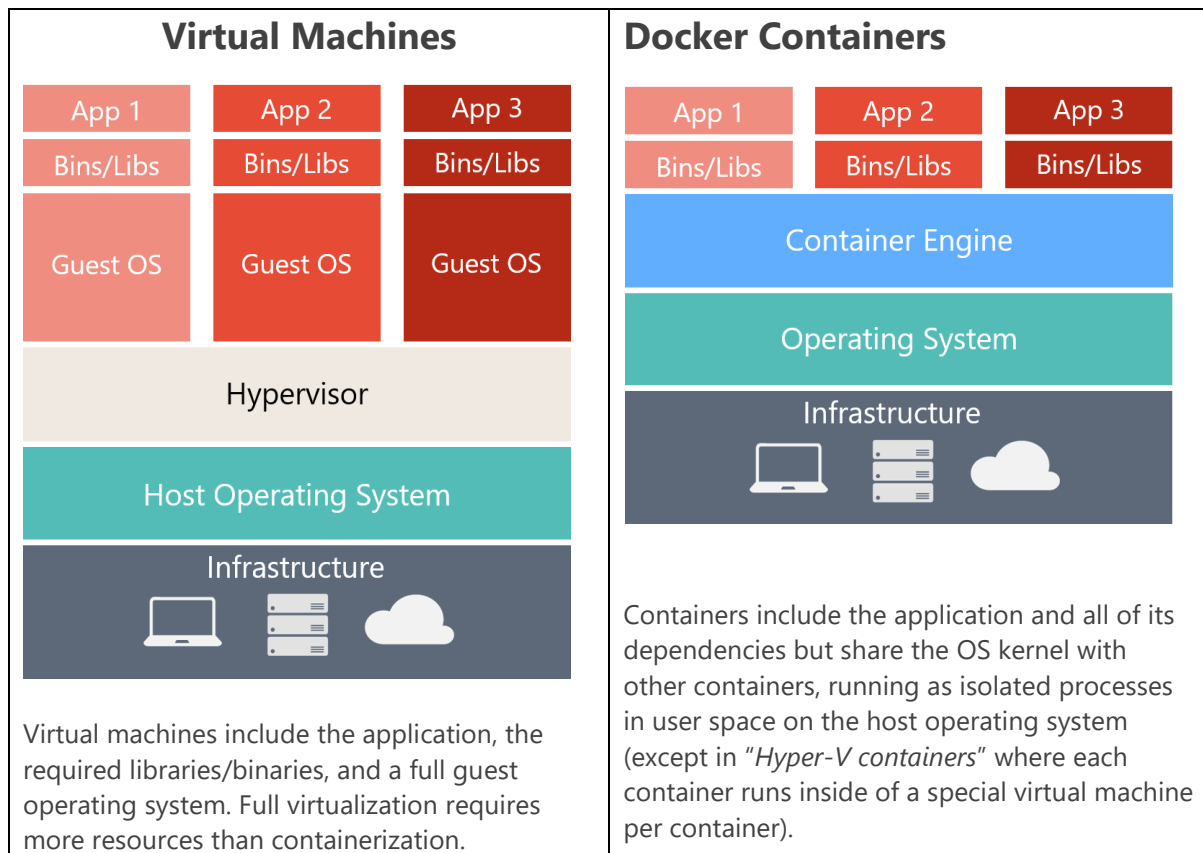 Virtual Machines
App 1
App 2
App 3
Bins/Libs
Bins/Libs
Bins/Libs
Guest OS
Guest OS
Guest OS
Hypervisor
Host Operating System
Infrastructure
Virtual machines include the application, the
required libraries/binaries, and a full guest
operating system. Full virtualization requires
more resources than containerization.
Docker Containers
App 1
App 2
App 3
Bins/Libs
Bins/Libs
Bins/Libs
Container Engine
Operating System
Infrastructure
Containers include the application and all of its
dependencies but share the OS kernel with
other containers, running as isolated processes
in user space on the host operating system
(except in “Hyper-V containers” where each
container runs inside of a special virtual machine
per container).